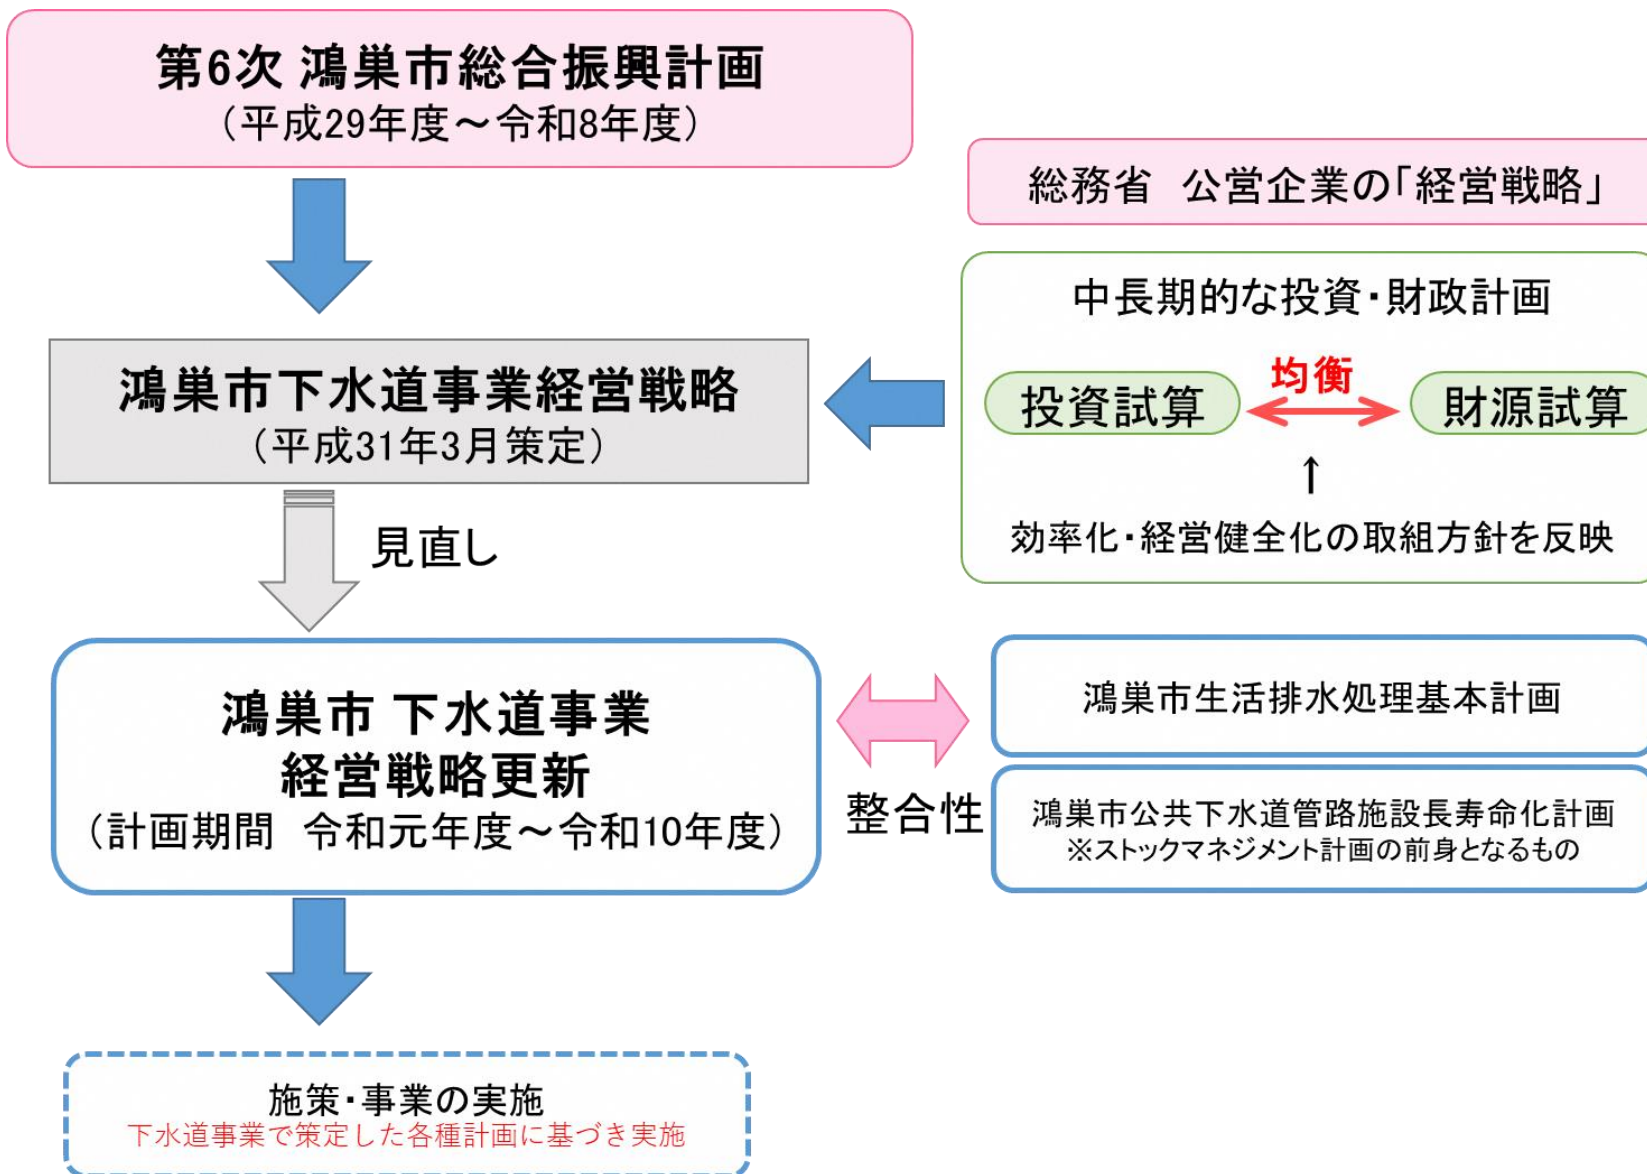 第6次 鴻巣市総合振興計画
（平成29年度～令和8年度）
総務省　公営企業の「経営戦略」
中長期的な投資・財政計画
均衡
投資試算
財源試算
↑
効率化・経営健全化の取組方針を反映
鴻巣市下水道事業経営戦略
（平成31年3月策定）
見直し
鴻巣市 下水道事業
経営戦略更新
（計画期間　令和元年度～令和10年度）
整合性
鴻巣市生活排水処理基本計画
鴻巣市公共下水道管路施設長寿命化計画
※ストックマネジメント計画の前身となるもの
施策・事業の実施
下水道事業で策定した各種計画に基づき実施